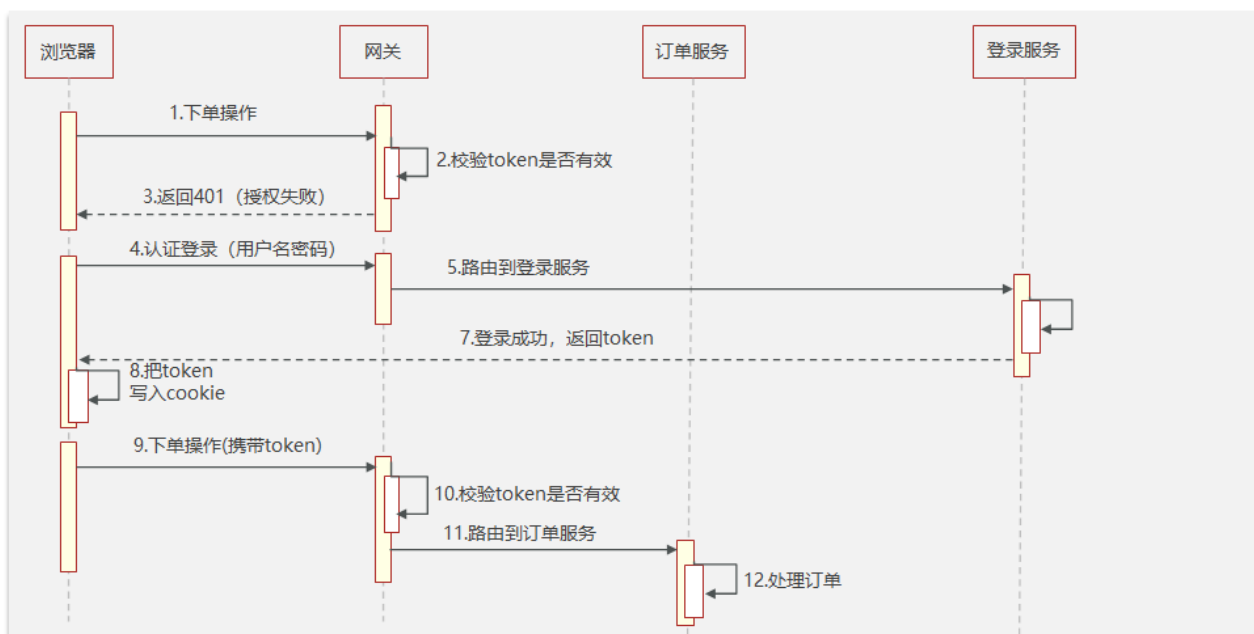 浏览器
网关
订单服务
登录服务
1.下单操作
2.校验token是否有效
3.返回401（授权失败）
4.认证登录（用户名密码）
5.路由到登录服务
7.登录成功，返回token
8.把token
写入cookie
9.下单操作(携带token)
10.校验token是否有效
11.路由到订单服务
12.处理订单